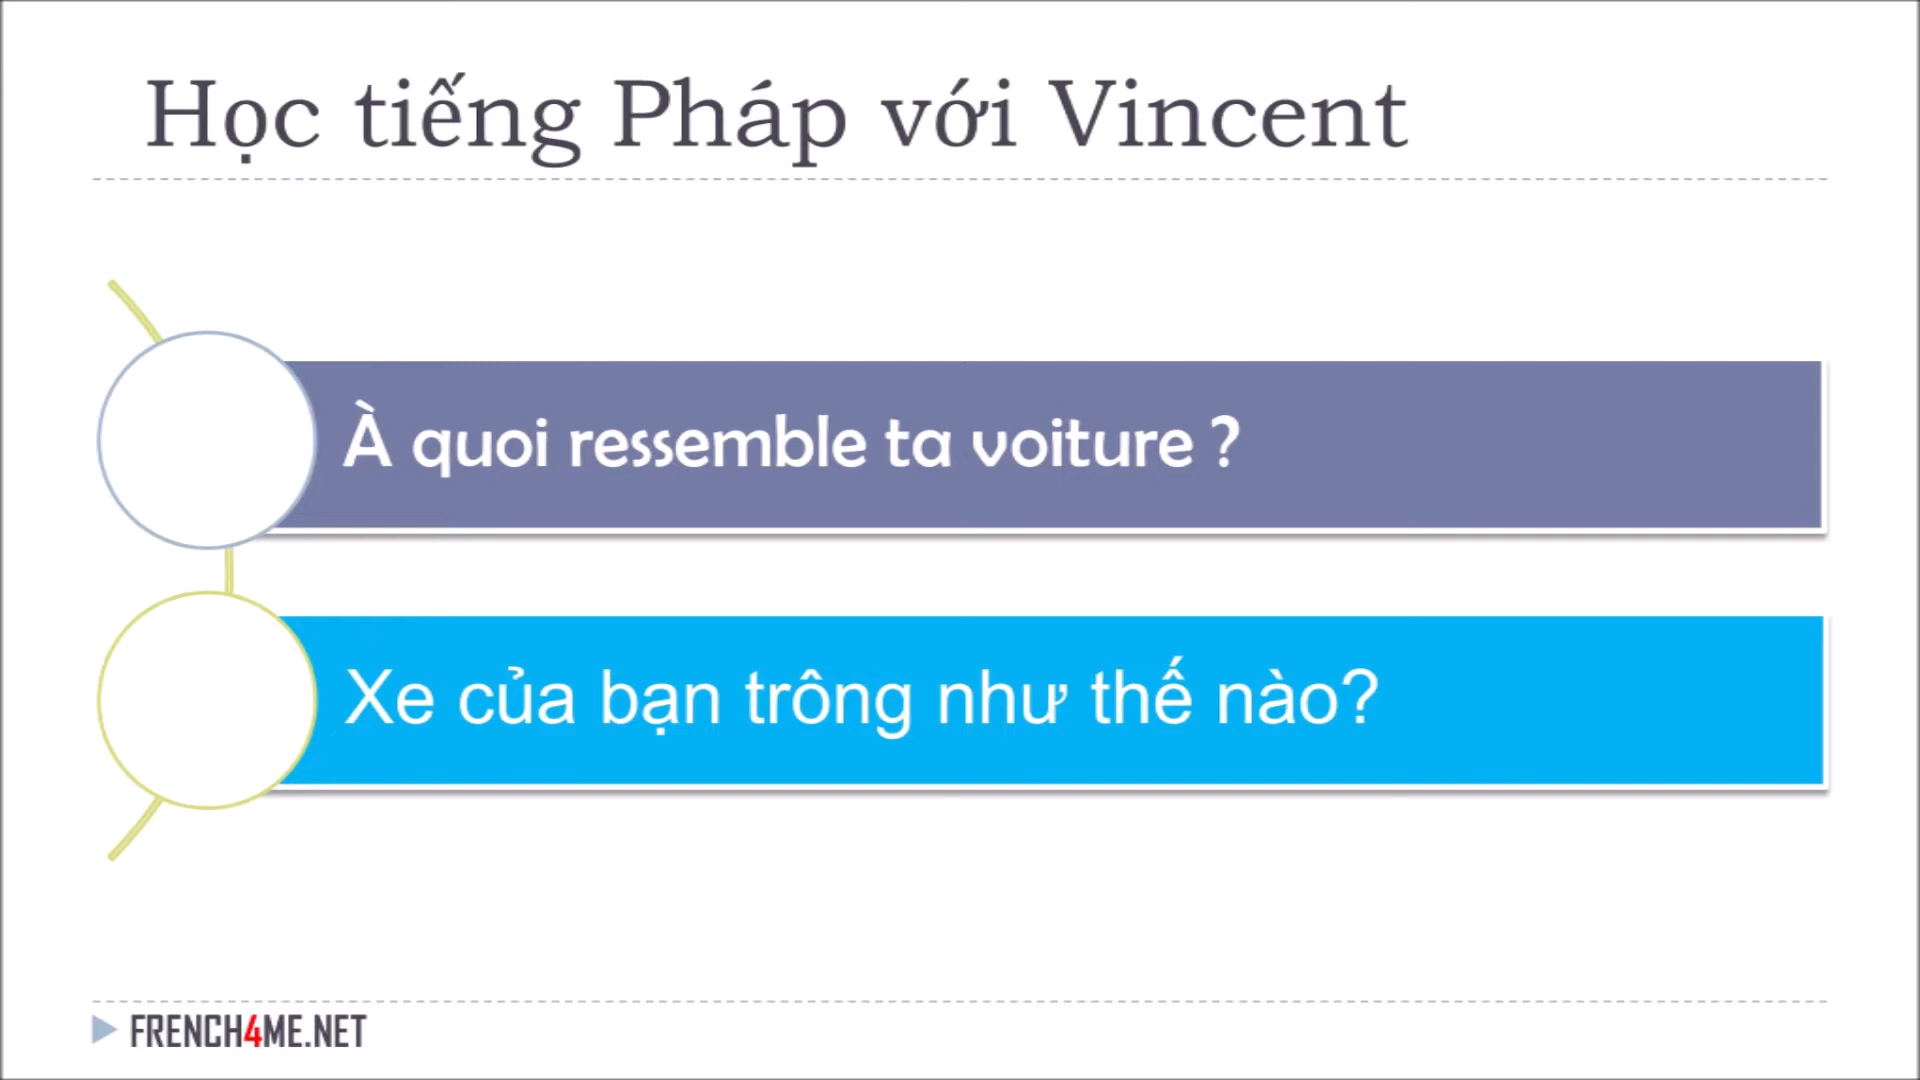 Học tiếng Pháp với Vincent
À quoi ressemble ta voiture ?
Xe của bạn trông như thế nào?
FRENCH4ME.NET